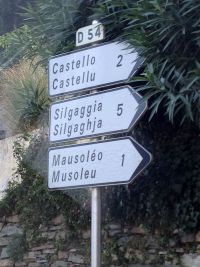 D 54
Castello 2
Castellu
Silgaggia 5
Silgaghja
Mausoléo 1
Musoleu